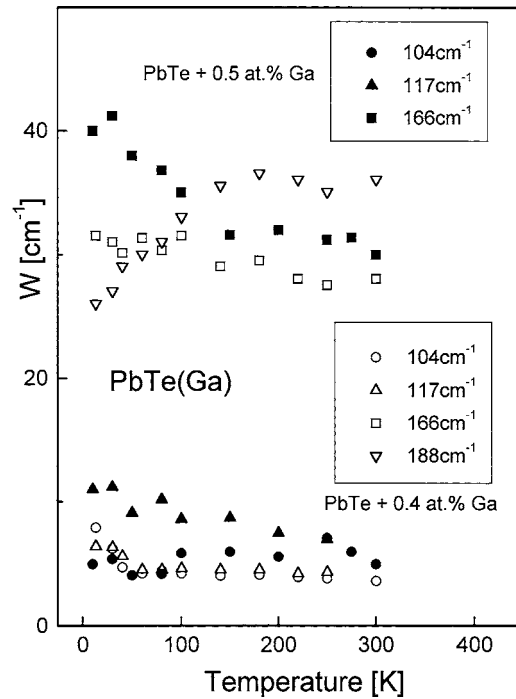 PbTe + 0.5 at.% Ga
104cm⁻¹
117cm⁻¹
166cm⁻¹
40
W [cm⁻¹]
20
PbTe(Ga)
104cm⁻¹
117cm⁻¹
166cm⁻¹
188cm⁻¹
PbTe + 0.4 at.% Ga
0
0 100 200 300 400
Temperature [K]